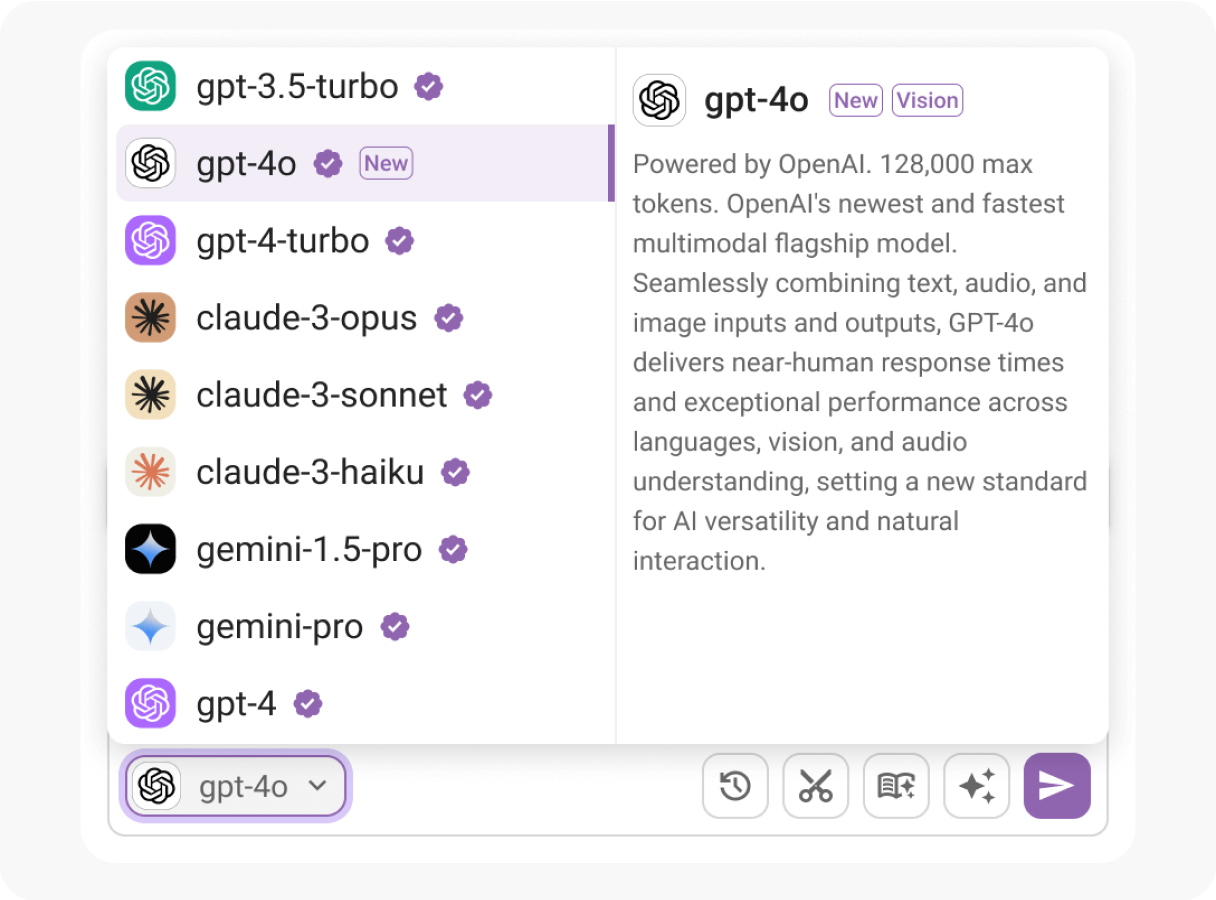 gpt-3.5-turbo
gpt-4o New
gpt-4-turbo
claude-3-opus
claude-3-sonnet
claude-3-haiku
gemini-1.5-pro
gemini-pro
gpt-4
gpt-4o New Vision
Powered by OpenAI. 128,000 max
tokens. OpenAI's newest and fastest
multimodal flagship model.
Seamlessly combining text, audio, and
image inputs and outputs, GPT-4o
delivers near-human response times
and exceptional performance across
languages, vision, and audio
understanding, setting a new standard
for AI versatility and natural
interaction.
gpt-4o